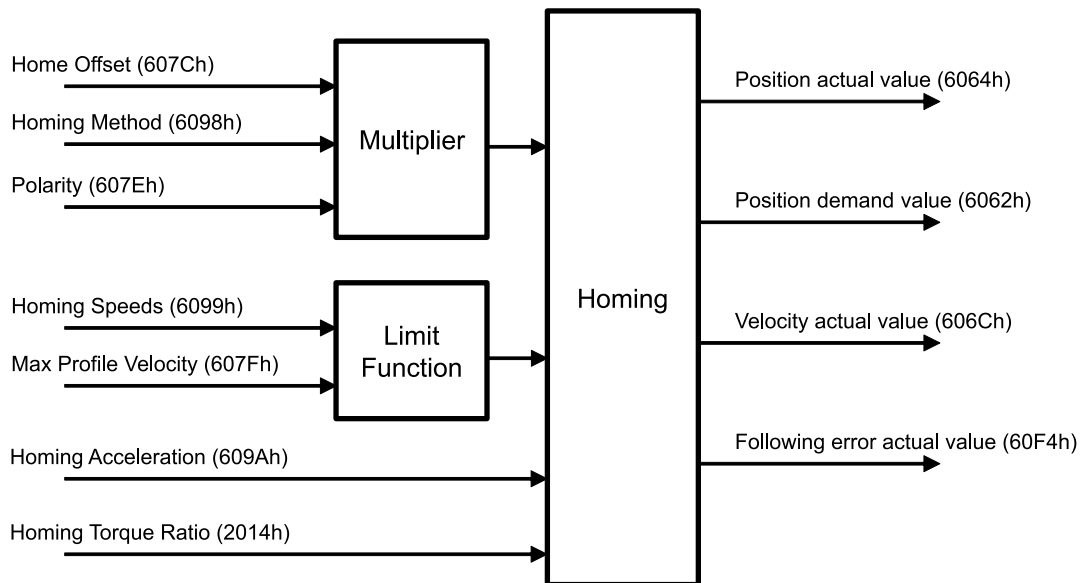 Home Offset (607Ch)
Homing Method (6098h)
Polarity (607Eh)
Multiplier
Homing Speeds (6099h)
Max Profile Velocity (607Fh)
Limit
Function
Homing Acceleration (609Ah)
Homing Torque Ratio (2014h)
Homing
Position actual value (6064h)
Position demand value (6062h)
Velocity actual value (606Ch)
Following error actual value (60F4h)